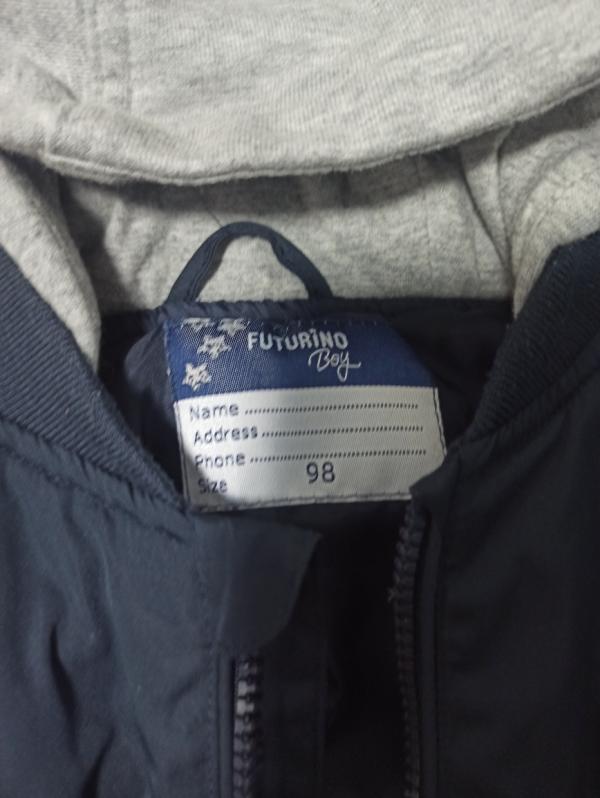 FUTURINO
Boy
Name ........................
Address ........................
Phone ........................
Size 98